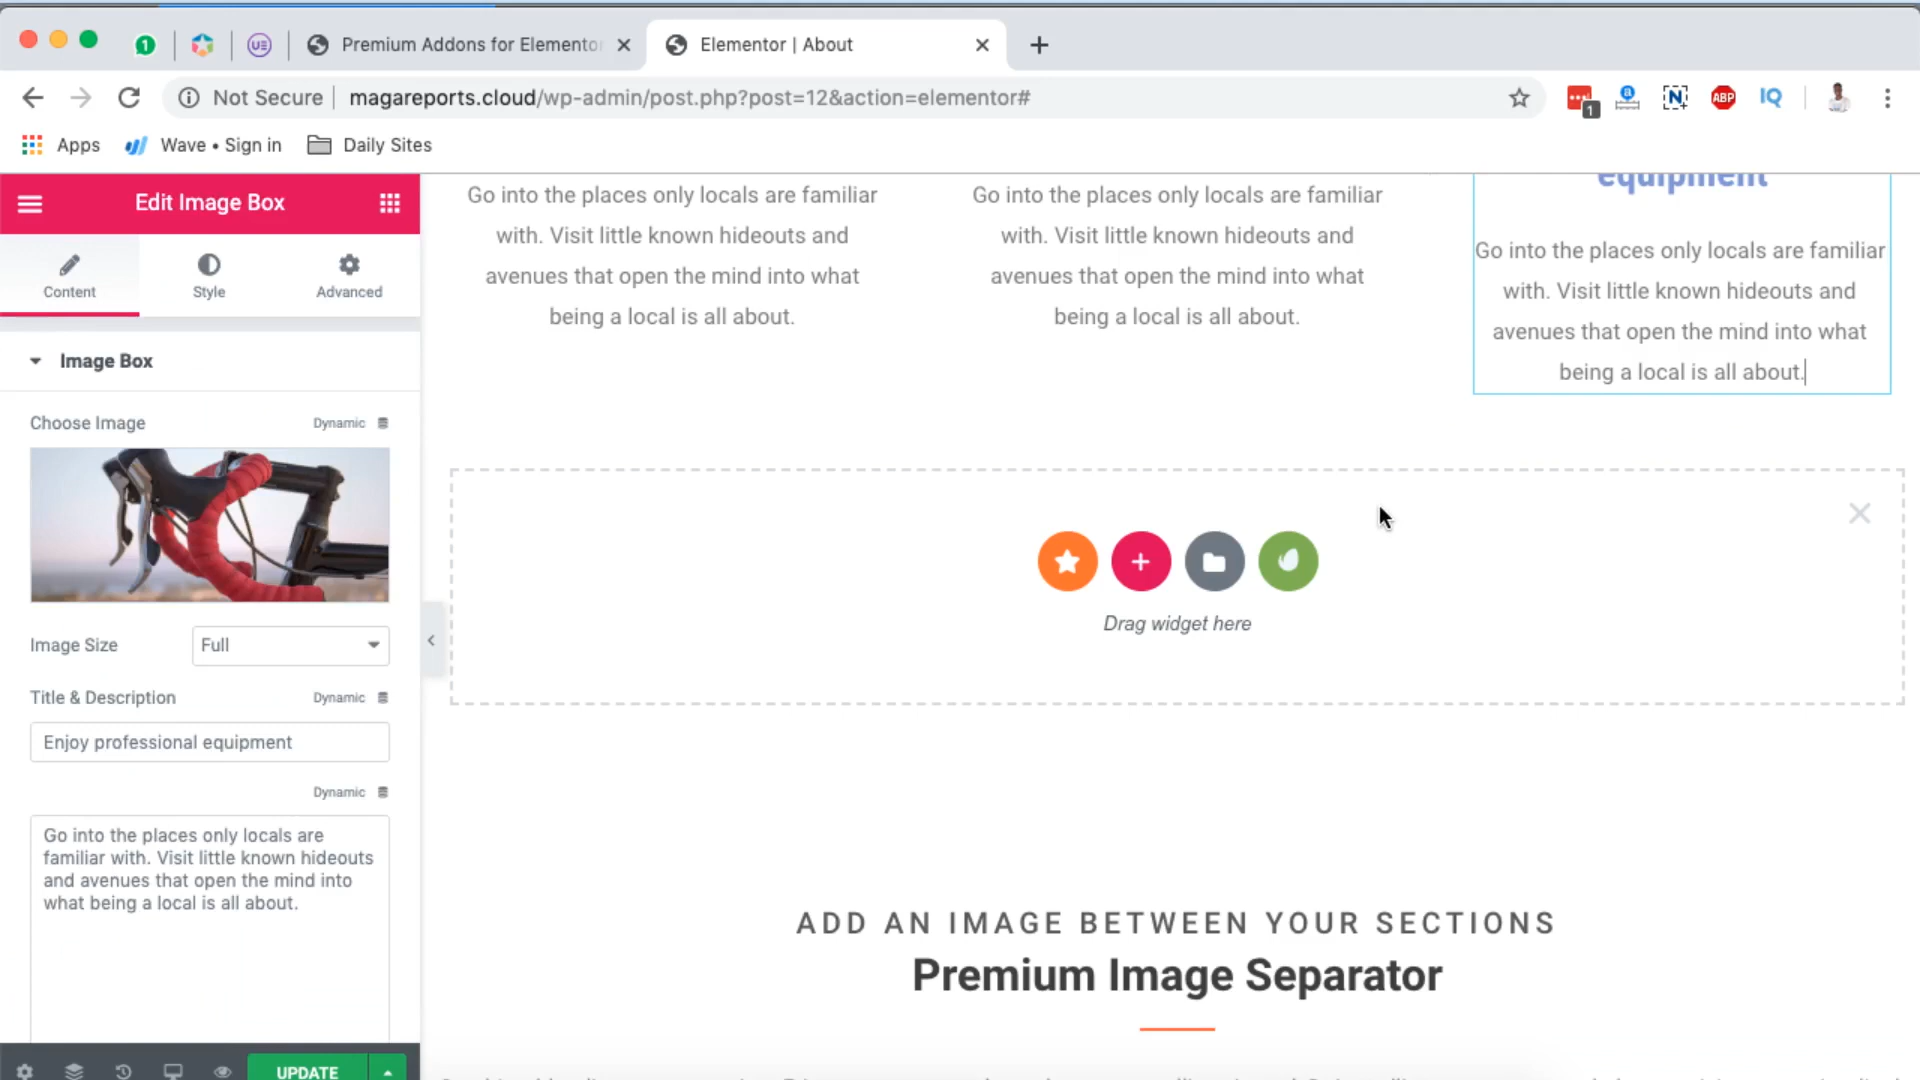 Premium Addons for Elemento
Elementor | About
Not Secure
magareports.cloud/wp-admin/post.php?post=12&action=elementor#
1
ABP
IQ
Apps
Wave • Sign in
Daily Sites
Edit Image Box
Content
Style
Advanced
Image Box
Choose Image
Dynamic
Image Size
Full
Title & Description
Dynamic
Enjoy professional equipment
Dynamic
Go into the places only locals are
familiar with. Visit little known hideouts
and avenues that open the mind into
what being a local is all about.
UPDATE
Go into the places only locals are familiar
with. Visit little known hideouts and
avenues that open the mind into what
being a local is all about.
Go into the places only locals are familiar
with. Visit little known hideouts and
avenues that open the mind into what
being a local is all about.
equipment
Go into the places only locals are familiar
with. Visit little known hideouts and
avenues that open the mind into what
being a local is all about.
Drag widget here
ADD AN IMAGE BETWEEN YOUR SECTIONS
Premium Image Separator